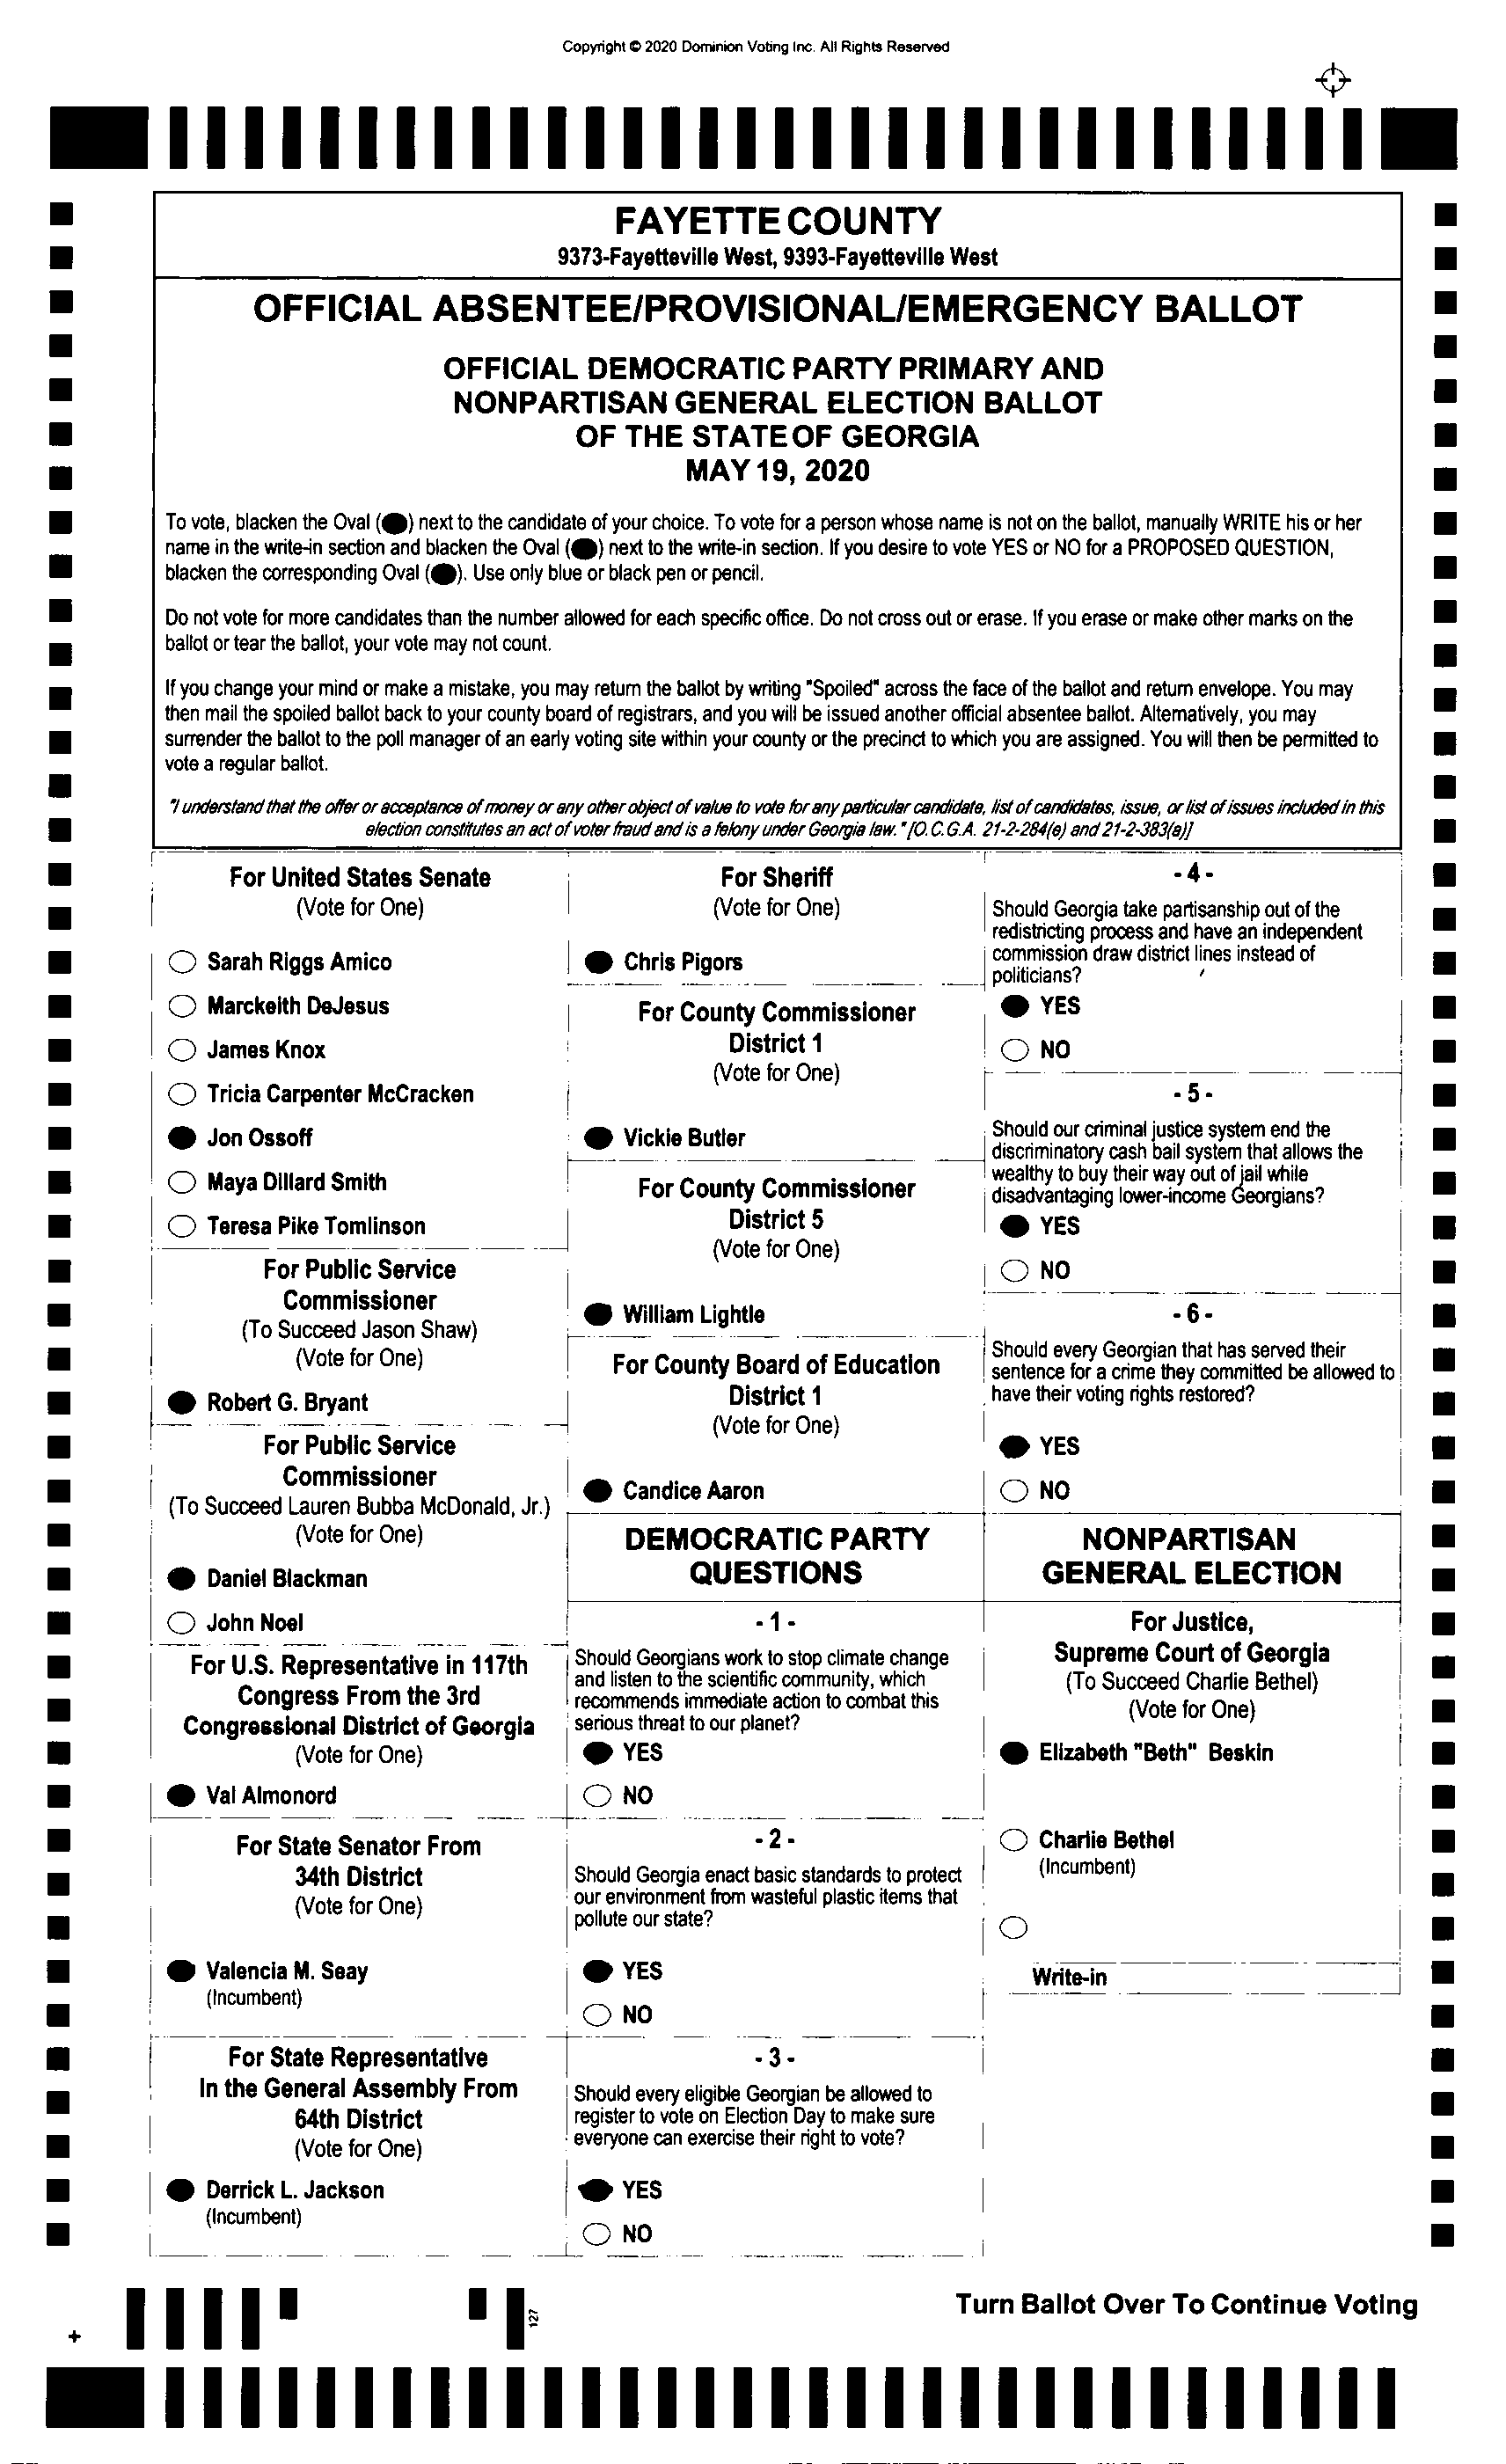 Copyright © 2020 Dominion Voting Inc. All Rights Reserved
FAYETTE COUNTY
9373-Fayetteville West, 9393-Fayetteville West
OFFICIAL ABSENTEE/PROVISIONAL/EMERGENCY BALLOT
OFFICIAL DEMOCRATIC PARTY PRIMARY AND
NONPARTISAN GENERAL ELECTION BALLOT
OF THE STATE OF GEORGIA
MAY 19, 2020
To vote, blacken the Oval ( ) next to the candidate of your choice. To vote for a person whose name is not on the ballot, manually WRITE his or her
name in the write-in section and blacken the Oval ( ) next to the write-in section. If you desire to vote YES or NO for a PROPOSED QUESTION,
blacken the corresponding Oval ( ). Use only blue or black pen or pencil.
Do not vote for more candidates than the number allowed for each specific office. Do not cross out or erase. If you erase or make other marks on the
ballot or tear the ballot, your vote may not count.
If you change your mind or make a mistake, you may return the ballot by writing "Spoiled" across the face of the ballot and return envelope. You may
then mail the spoiled ballot back to your county board of registrars, and you will be issued another official absentee ballot. Alternatively, you may
surrender the ballot to the poll manager of an early voting site within your county or the precinct to which you are assigned. You will then be permitted to
vote a regular ballot.
"I understand that the offer or acceptance of money or any other object of value to vote for any particular candidate, list of candidates, issue, or list of issues included in this
election constitutes an act of voter fraud and is a felony under Georgia law." [O.C.G.A. 21-2-284(e) and 21-2-383(a)]
For United States Senate
(Vote for One)
Sarah Riggs Amico
Marckeith DeJesus
James Knox
Tricia Carpenter McCracken
Jon Ossoff
Maya Dillard Smith
Teresa Pike Tomlinson
For Public Service
Commissioner
(To Succeed Jason Shaw)
(Vote for One)
Robert G. Bryant
For Public Service
Commissioner
(To Succeed Lauren Bubba McDonald, Jr.)
(Vote for One)
Daniel Blackman
John Noel
For U.S. Representative in 117th
Congress From the 3rd
Congressional District of Georgia
(Vote for One)
Val Almonord
For State Senator From
34th District
(Vote for One)
Valencia M. Seay
(Incumbent)
For State Representative
In the General Assembly From
64th District
(Vote for One)
Derrick L. Jackson
(Incumbent)
For Sheriff
(Vote for One)
Chris Pigors
For County Commissioner
District 1
(Vote for One)
Vickie Butler
For County Commissioner
District 5
(Vote for One)
William Lightle
For County Board of Education
District 1
(Vote for One)
Candice Aaron
DEMOCRATIC PARTY
QUESTIONS
- 1 -
Should Georgians work to stop climate change
and listen to the scientific community, which
recommends immediate action to combat this
serious threat to our planet?
YES
NO
- 2 -
Should Georgia enact basic standards to protect
our environment from wasteful plastic items that
pollute our state?
YES
NO
- 3 -
Should every eligible Georgian be allowed to
register to vote on Election Day to make sure
everyone can exercise their right to vote?
YES
NO
- 4 -
Should Georgia take partisanship out of the
redistricting process and have an independent
commission draw district lines instead of
politicians?
YES
NO
- 5 -
Should our criminal justice system end the
discriminatory cash bail system that allows the
wealthy to buy their way out of jail while
disadvantaging lower-income Georgians?
YES
NO
- 6 -
Should every Georgian that has served their
sentence for a crime they committed be allowed to
have their voting rights restored?
YES
NO
NONPARTISAN
GENERAL ELECTION
For Justice,
Supreme Court of Georgia
(To Succeed Charlie Bethel)
(Vote for One)
Elizabeth "Beth" Beskin
Charlie Bethel
(Incumbent)
Write-in
127
Turn Ballot Over To Continue Voting